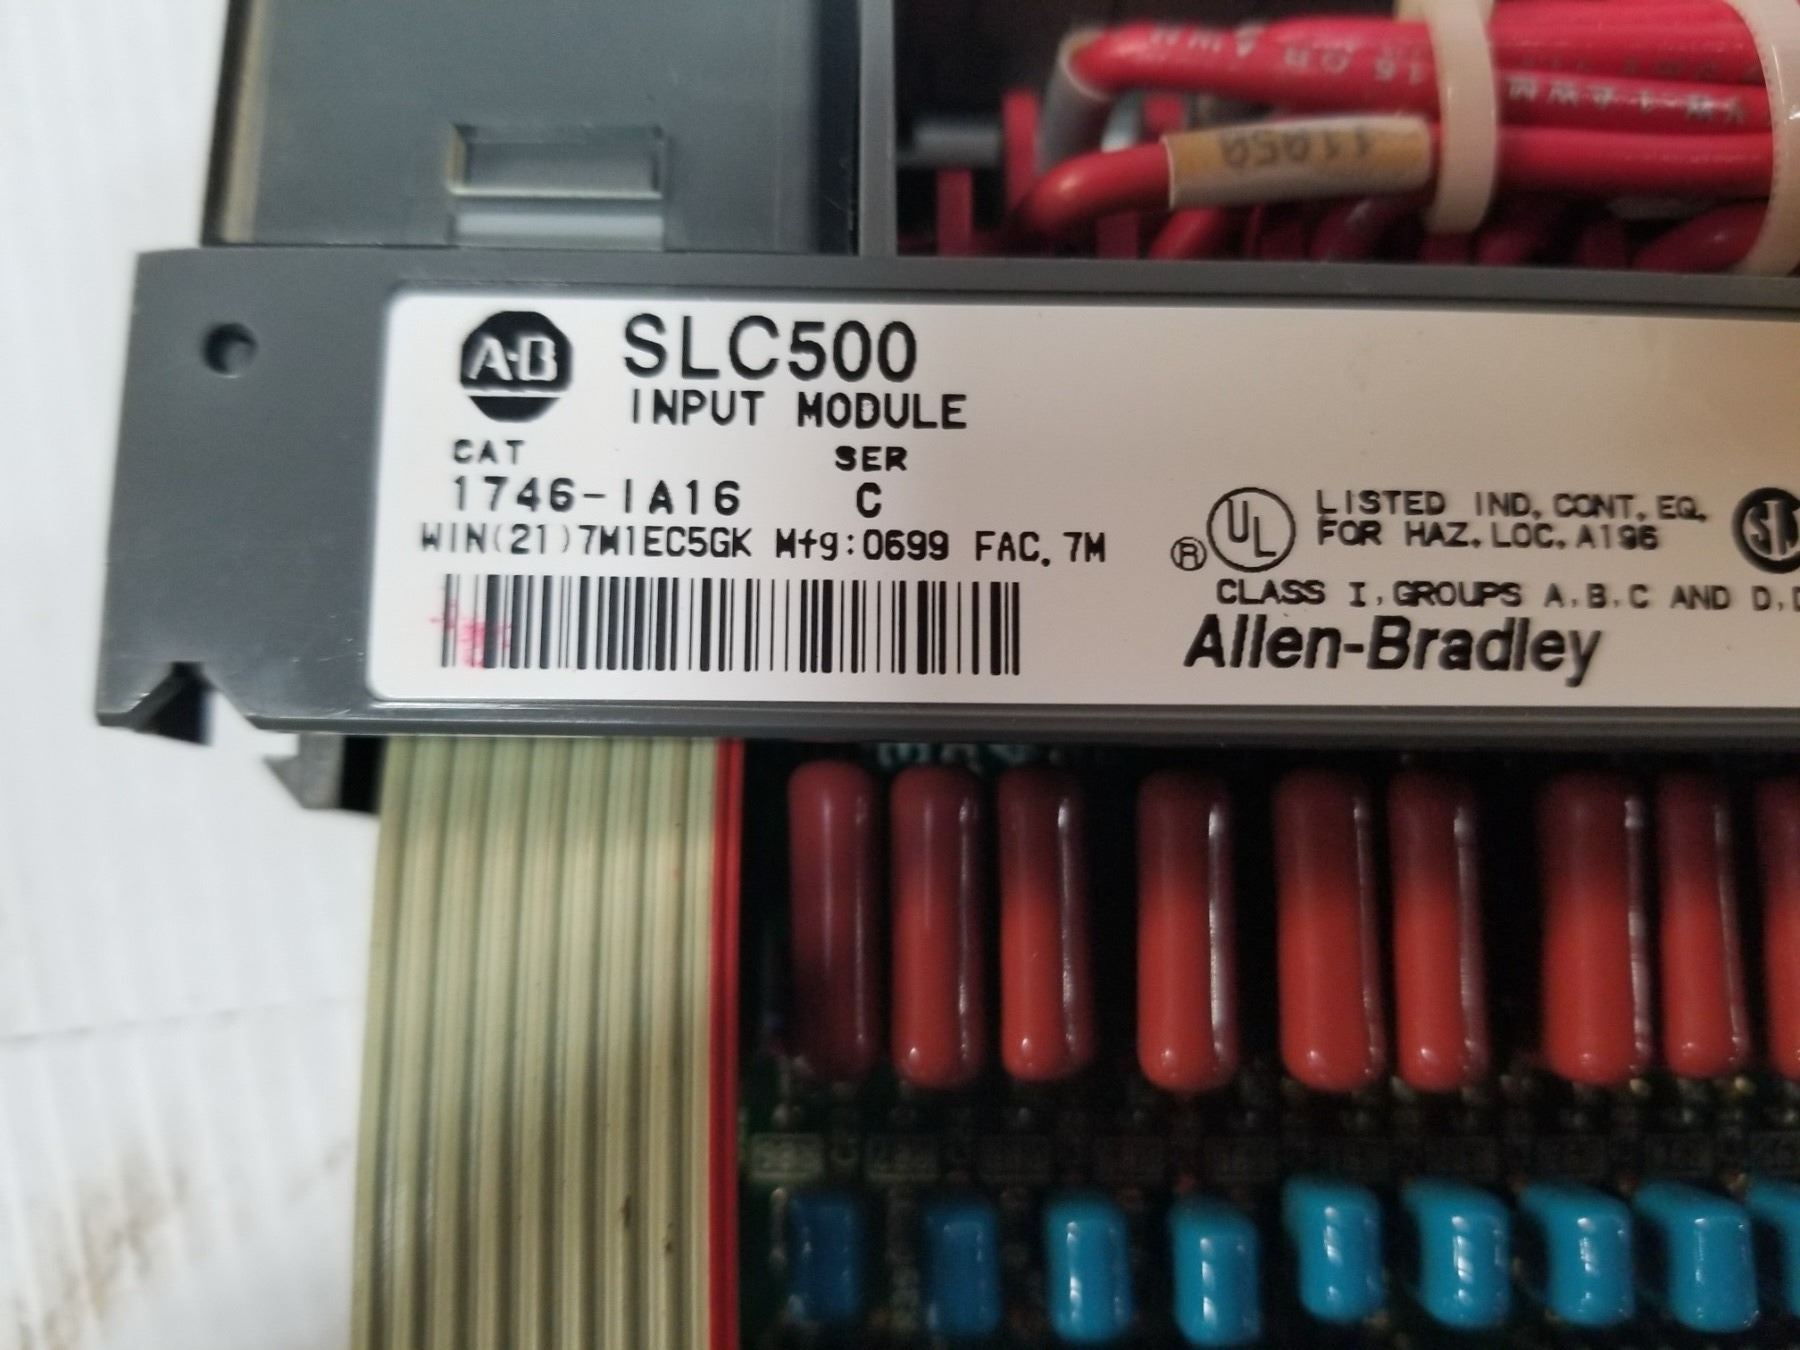 A-B
SLC500
INPUT MODULE
CAT SER
1746-IA16 C
WIN(21)7M1EC5GK Mfg:0699 FAC. 7M
UL
LISTED IND. CONT. EQ.
FOR HAZ. LOC. A196
®
CLASS I, GROUPS A, B, C AND D,
Allen-Bradley